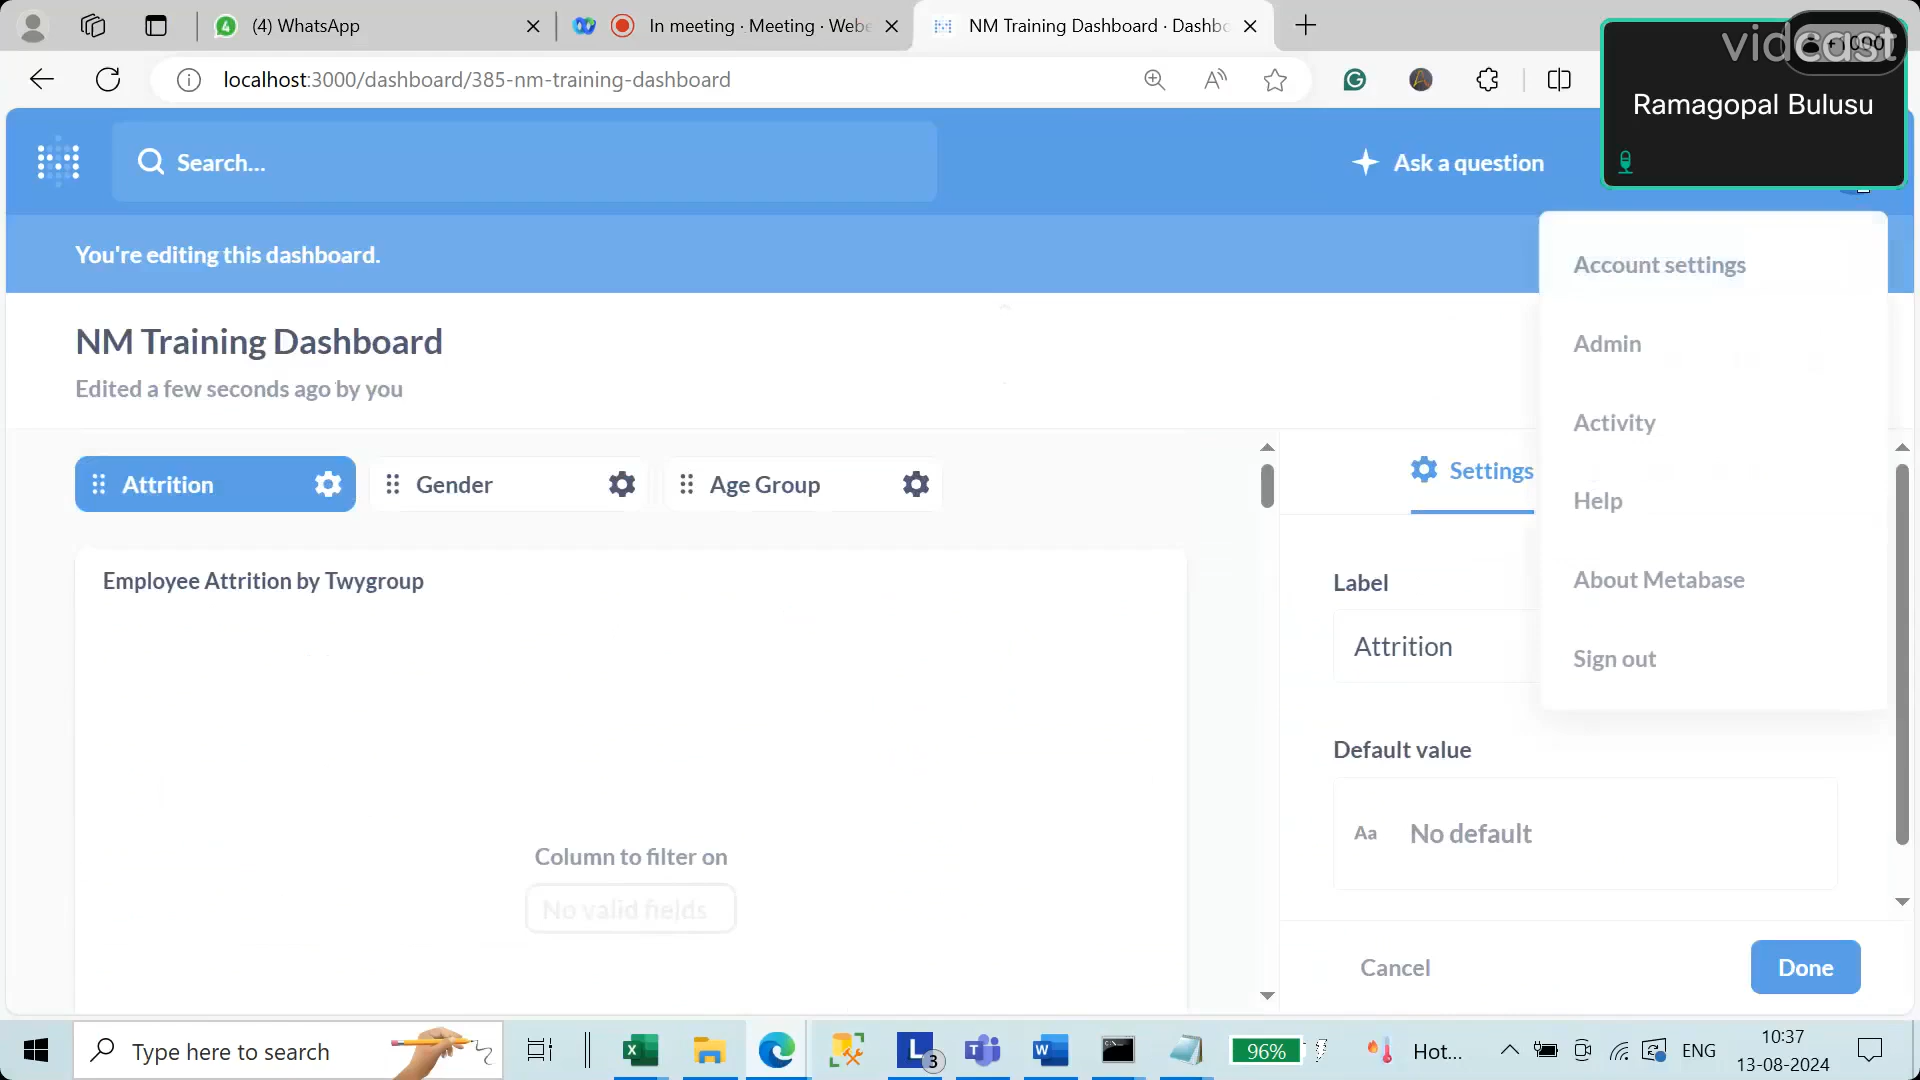 (4) WhatsApp
In meeting · Meeting · Webe
NM Training Dashboard · Dashbo
localhost:3000/dashboard/385-nm-training-dashboard
vidcast
Ramagopal Bulusu
Search...
Ask a question
You're editing this dashboard.
Account settings
Admin
Activity
Help
About Metabase
Sign out
NM Training Dashboard
Edited a few seconds ago by you
Attrition
Gender
Age Group
Settings
Employee Attrition by Twygroup
Label
Attrition
Default value
Aa No default
Column to filter on
No valid fields
Cancel
Done
Type here to search
3
96%
Hot...
ENG
10:37
13-08-2024